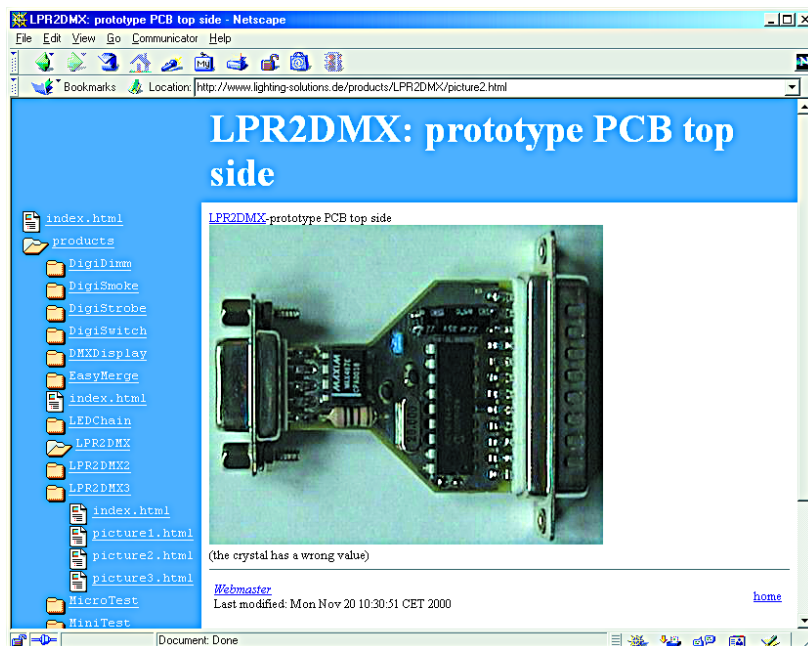 LPR2DMX: prototype PCB top side - Netscape
File Edit View Go Communicator Help
My
Bookmarks Location: http://www.lighting-solutions.de/products/LPR2DMX/picture2.html
LPR2DMX: prototype PCB top
side
index.html
products
DigiDimm
DigiSmoke
DigiStrobe
DigiSwitch
DMXDisplay
EasyMerge
index.html
LEDChain
LPR2DMX
LPR2DMX2
LPR2DMX3
index.html
picture1.html
picture2.html
picture3.html
MicroTest
MiniTest
LPR2DMX-prototype PCB top side
MAXIM
20.000
(the crystal has a wrong value)
Webmaster
Last modified: Mon Nov 20 10:30:51 CET 2000
home
Document: Done